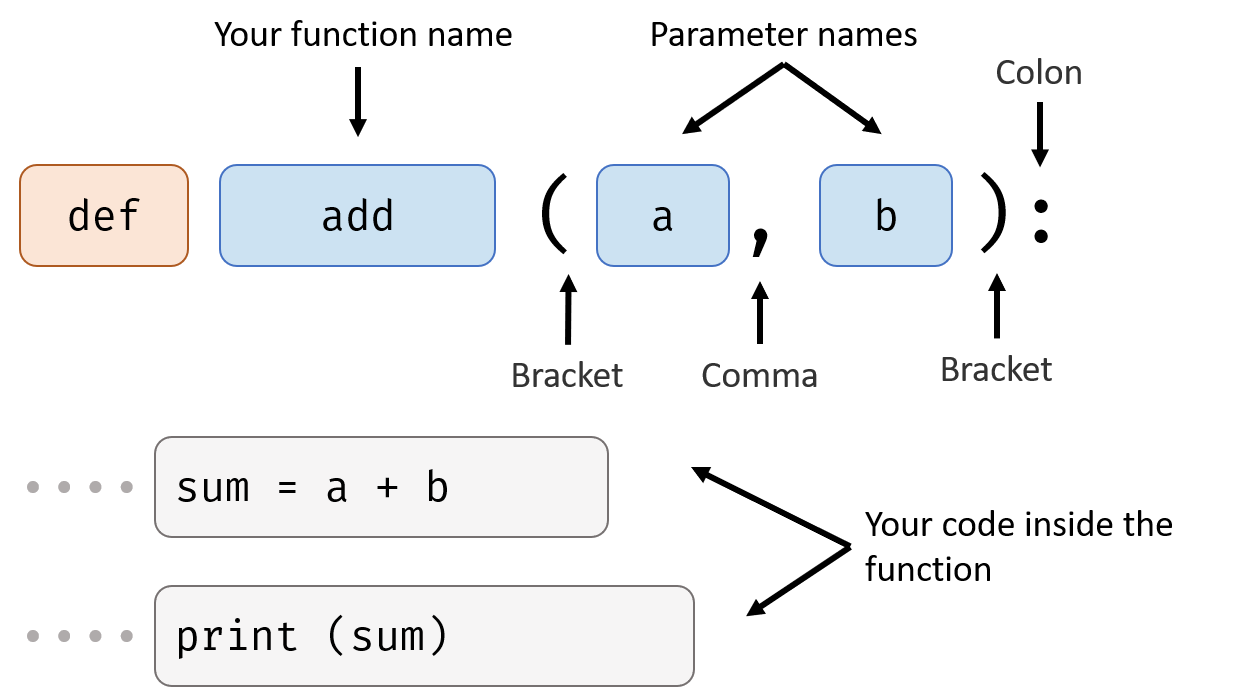 Your function name
Parameter names
Colon
def add ( a , b ) :
Bracket
Comma
Bracket
sum = a + b
Your code inside the
function
print (sum)